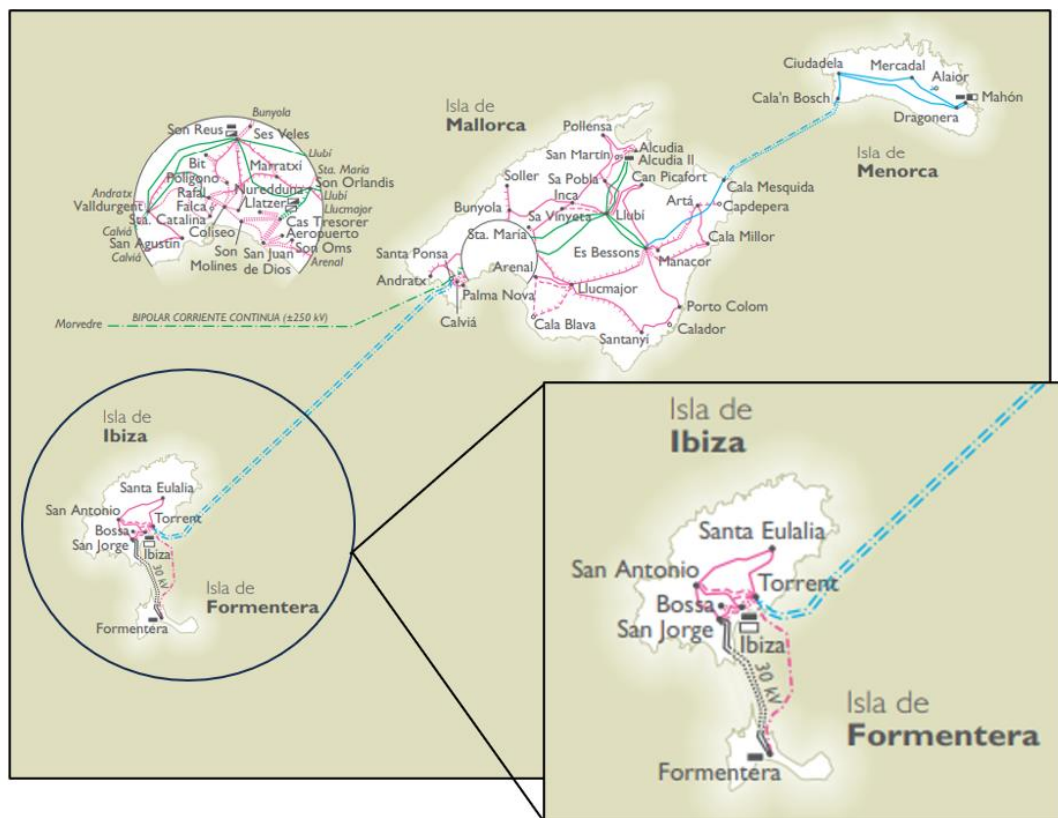 Isla de
Mallorca
Isla de
Menorca
Ciudadela
Mercadal
Alaior
Cala'n Bosch
Mahón
Dragonera
Bunyola
Son Reus
Ses Veles
Llubí
Bit
Marratxi
Polígono
Sta. María
Son Orlandis
Andratx
Rafal
Nuredduna
Llubí
Valldurgent
Falca
Llatzer
Llucmajor
Sta. Catalina
Cas Tresorer
Calviá
Coliseo
Aeropuerto
San Agustín
Son Oms
Calviá
Son
Molines
San Juan
de Dios
Arenal
Pollensa
San Martín
Alcudia
Alcudia II
Soller
Sa Pobla
Can Picafort
Inca
Cala Mesquida
Bunyola
Artá
Capdepera
Sa Vinyeta
Llubí
Sta. María
Cala Millor
Santa Ponsa
Es Bessons
Arenal
Manacor
Andratx
Palma Nova
Llucmajor
Calviá
Porto Colom
Cala Blava
Calador
Santanyí
Morvedre
BIPOLAR CORRIENTE CONTINUA (±250 kV)
Isla de
Ibiza
Santa Eulalia
San Antonio
Torrent
Bossa
San Jorge
Ibiza
30 kV
Isla de
Formentera
Formentera
Isla de
Ibiza
Santa Eulalia
San Antonio
Torrent
Bossa
San Jorge
Ibiza
30 kV
Isla de
Formentera
Formentera